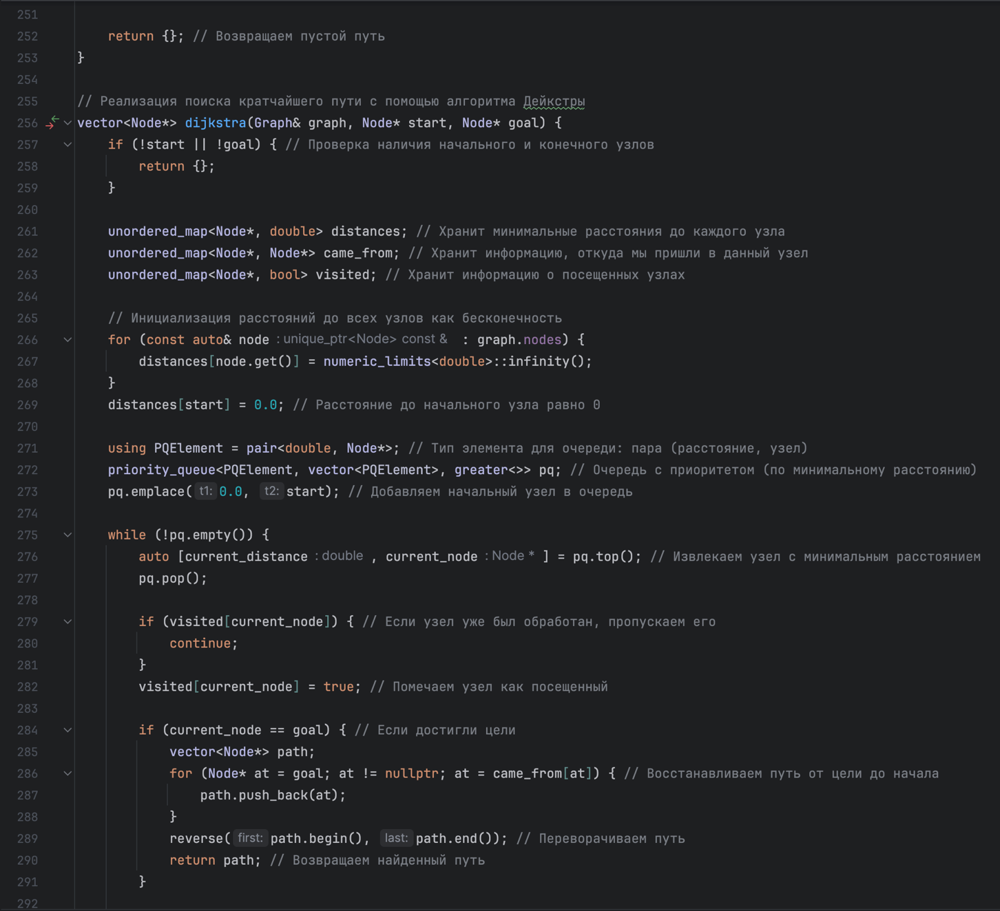 251
252 return {}; // Возвращаем пустой путь
253 }
254
255 // Реализация поиска кратчайшего пути с помощью алгоритма Дейкстры
256 vector<Node*> dijkstra(Graph& graph, Node* start, Node* goal) {
257 if (!start || !goal) { // Проверка наличия начального и конечного узлов
258 return {};
259 }
260
261 unordered_map<Node*, double> distances; // Хранит минимальные расстояния до каждого узла
262 unordered_map<Node*, Node*> came_from; // Хранит информацию, откуда мы пришли в данный узел
263 unordered_map<Node*, bool> visited; // Хранит информацию о посещенных узлах
264
265 // Инициализация расстояний до всех узлов как бесконечность
266 for (const auto& node : unique_ptr<Node> const & : graph.nodes) {
267 distances[node.get()] = numeric_limits<double>::infinity();
268 }
269 distances[start] = 0.0; // Расстояние до начального узла равно 0
270
271 using PQElement = pair<double, Node*>; // Тип элемента для очереди: пара (расстояние, узел)
272 priority_queue<PQElement, vector<PQElement>, greater<>> pq; // Очередь с приоритетом (по минимальному расстоянию)
273 pq.emplace( t1: 0.0, t2: start); // Добавляем начальный узел в очередь
274
275 while (!pq.empty()) {
276 auto [current_distance : double , current_node : Node * ] = pq.top(); // Извлекаем узел с минимальным расстоянием
277 pq.pop();
278
279 if (visited[current_node]) { // Если узел уже был обработан, пропускаем его
280 continue;
281 }
282 visited[current_node] = true; // Помечаем узел как посещенный
283
284 if (current_node == goal) { // Если достигли цели
285 vector<Node*> path;
286 for (Node* at = goal; at != nullptr; at = came_from[at]) { // Восстанавливаем путь от цели до начала
287 path.push_back(at);
288 }
289 reverse( first: path.begin(), last: path.end()); // Переворачиваем путь
290 return path; // Возвращаем найденный путь
291 }
292